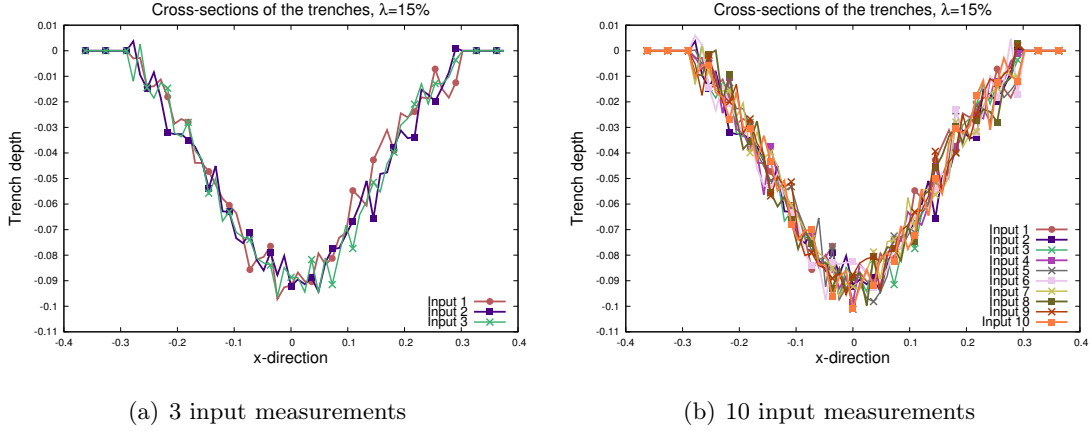 Cross-sections of the trenches, λ=15%
0.01
0
-0.01
-0.02
-0.03
-0.04
-0.05
-0.06
-0.07
-0.08
-0.09
-0.1
-0.11
Trench depth
Input 1
Input 2
Input 3
-0.4 -0.3 -0.2 -0.1 0 0.1 0.2 0.3 0.4
x-direction
(a) 3 input measurements
Cross-sections of the trenches, λ=15%
0.01
0
-0.01
-0.02
-0.03
-0.04
-0.05
-0.06
-0.07
-0.08
-0.09
-0.1
-0.11
Trench depth
Input 1
Input 2
Input 3
Input 4
Input 5
Input 6
Input 7
Input 8
Input 9
Input 10
-0.4 -0.3 -0.2 -0.1 0 0.1 0.2 0.3 0.4
x-direction
(b) 10 input measurements